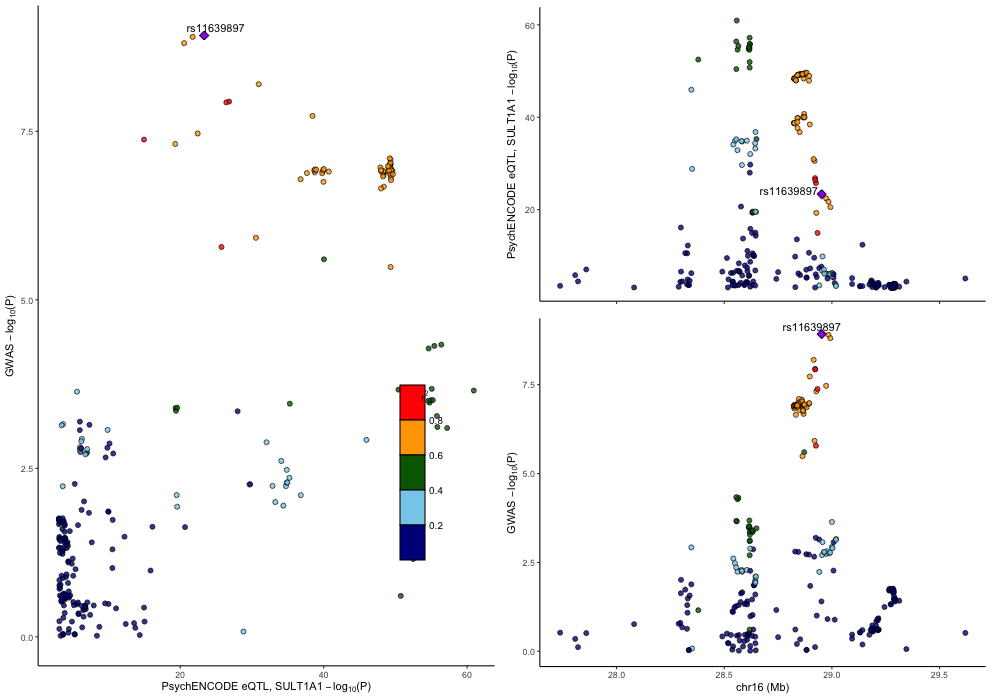 rs11639897
7.5
5.0
2.5
0.0
GWAS −log10(P)
20
40
60
PsychENCODE eQTL, SULT1A1 −log10(P)
0.8
0.6
0.4
0.2
60
40
20
PsychENCODE eQTL, SULT1A1 −log10(P)
rs11639897
rs11639897
7.5
5.0
2.5
0.0
GWAS −log10(P)
28.0
28.5
29.0
29.5
chr16 (Mb)